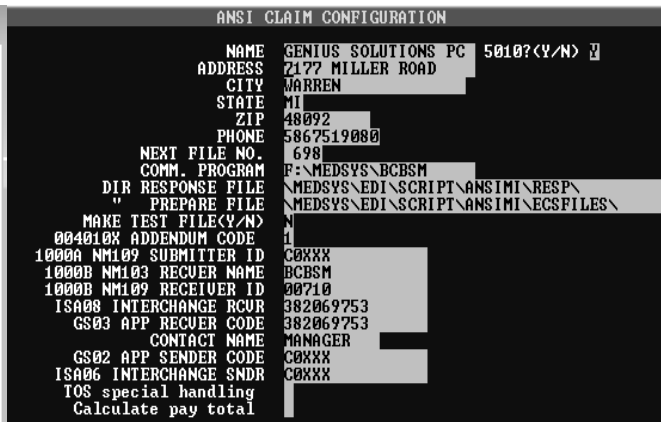 ANSI CLAIM CONFIGURATION
NAME GENIUS SOLUTIONS PC 5010?(Y/N) Y
ADDRESS 7177 MILLER ROAD
CITY WARREN
STATE MI
ZIP 48092
PHONE 5867519080
NEXT FILE NO. 698
COMM. PROGRAM F:\MEDSYS\BCBSM
DIR RESPONSE FILE \MEDSYS\EDI\SCRIPT\ANSIMI\RESP\
" PREPARE FILE \MEDSYS\EDI\SCRIPT\ANSIMI\ECSFILES\
MAKE TEST FILE(Y/N) N
004010X ADDENDUM CODE 1
1000A NM109 SUBMITTER ID C0XXX
1000B NM103 RECVER NAME BCBSM
1000B NM109 RECEIVER ID 00710
ISA08 INTERCHANGE RCVR 382069753
GS03 APP RECVER CODE 382069753
CONTACT NAME MANAGER
GS02 APP SENDER CODE C0XXX
ISA06 INTERCHANGE SNDR C0XXX
TOS special handling
Calculate pay total